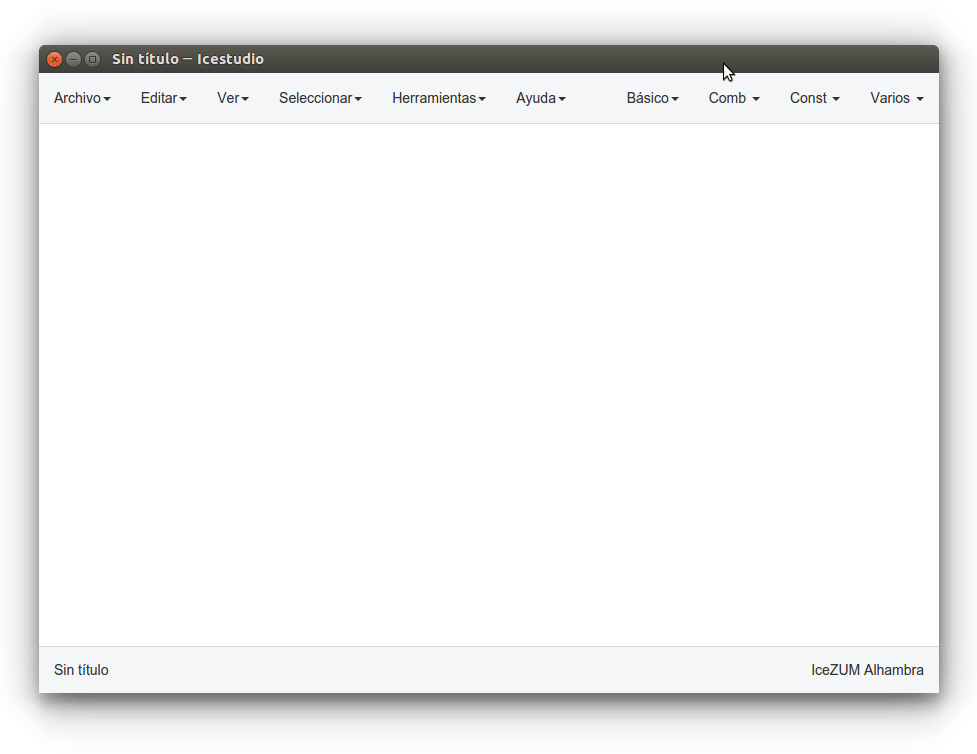 Sin título – Icestudio
Archivo Editar Ver Seleccionar Herramientas Ayuda Básico Comb Const Varios
Sin título IceZUM Alhambra